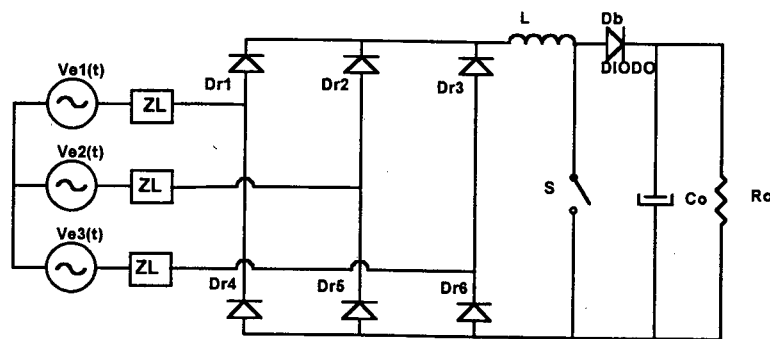 L
Db
DIODO
Ve1(t)
ZL
Dr1
Dr2
Dr3
Ve2(t)
ZL
S
Co
Ro
Ve3(t)
ZL
Dr4
Dr5
Dr6